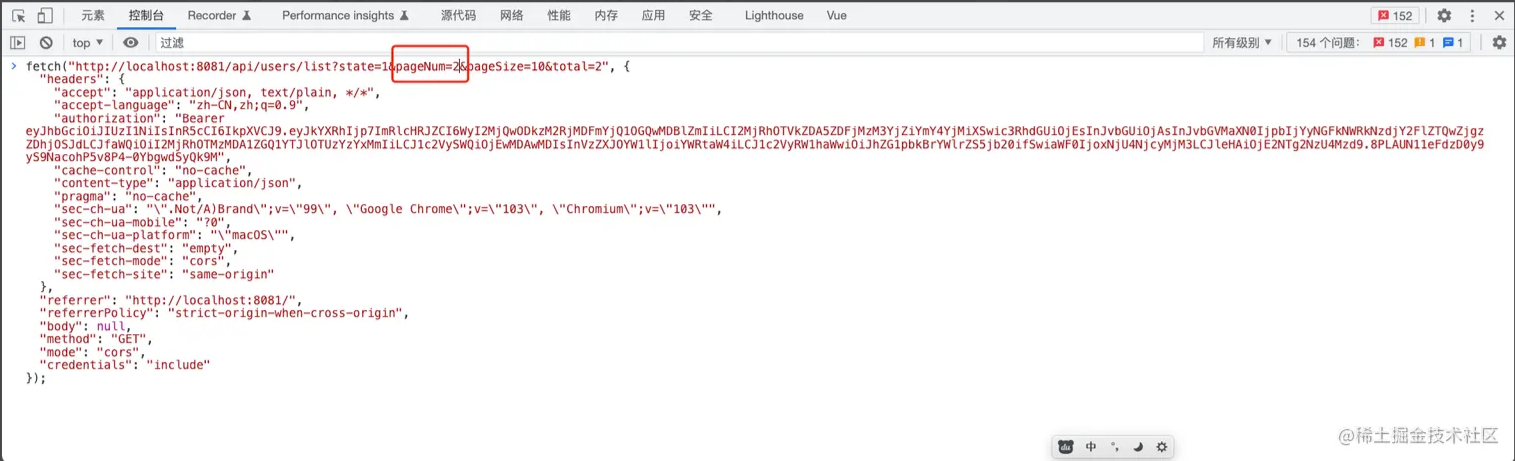 元素 控制台 Recorder Performance insights 源代码 网络 性能 内存 应用 安全 Lighthouse Vue 152
top 过滤 所有级别 154 个问题: 152 1 1
fetch("http://localhost:8081/api/users/list?state=1&pageNum=2&pageSize=10&total=2", {
"headers": {
"accept": "application/json, text/plain, */*",
"accept-language": "zh-CN,zh;q=0.9",
"authorization": "Bearer
"cache-control": "no-cache",
"content-type": "application/json",
"pragma": "no-cache",
"sec-ch-ua": "\".Not/A)Brand\";v=\"99\", \"Google Chrome\";v=\"103\", \"Chromium\";v=\"103\"",
"sec-ch-ua-mobile": "?0",
"sec-ch-ua-platform": "\"macOS\"",
"sec-fetch-dest": "empty",
"sec-fetch-mode": "cors",
"sec-fetch-site": "same-origin"
},
"referrer": "http://localhost:8081/",
"referrerPolicy": "strict-origin-when-cross-origin",
"body": null,
"method": "GET",
"mode": "cors",
"credentials": "include"
});
du 中 °,
@稀土掘金技术社区